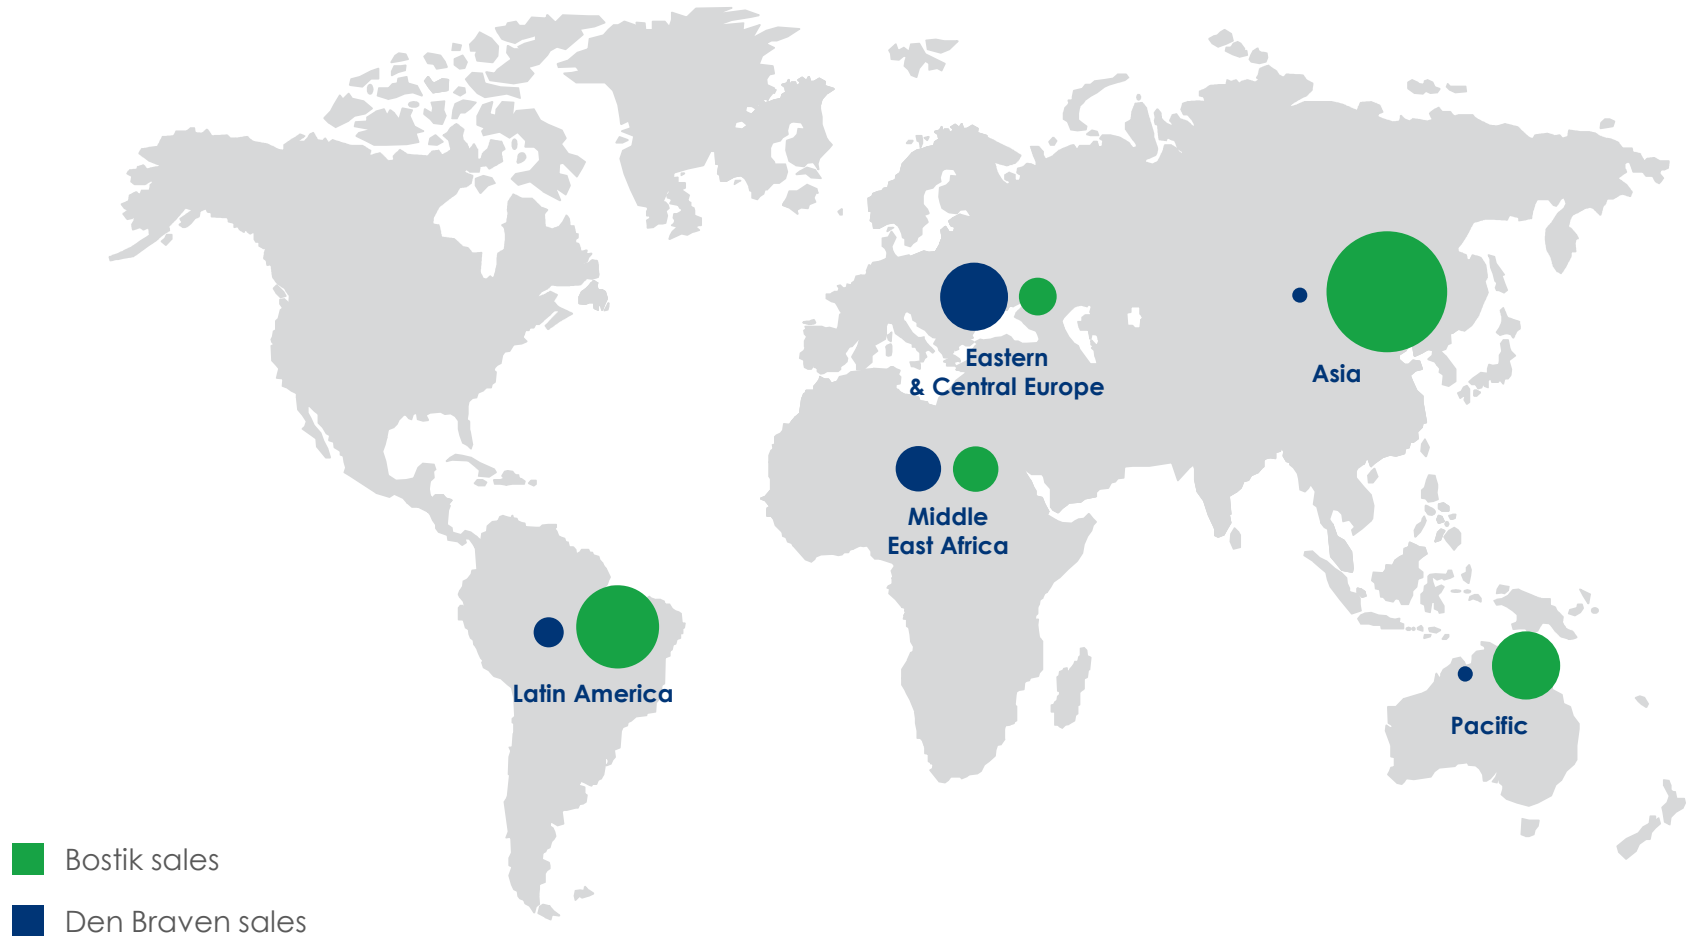 Eastern
& Central Europe
Asia
Middle
East Africa
Latin America
Pacific
Bostik sales
Den Braven sales